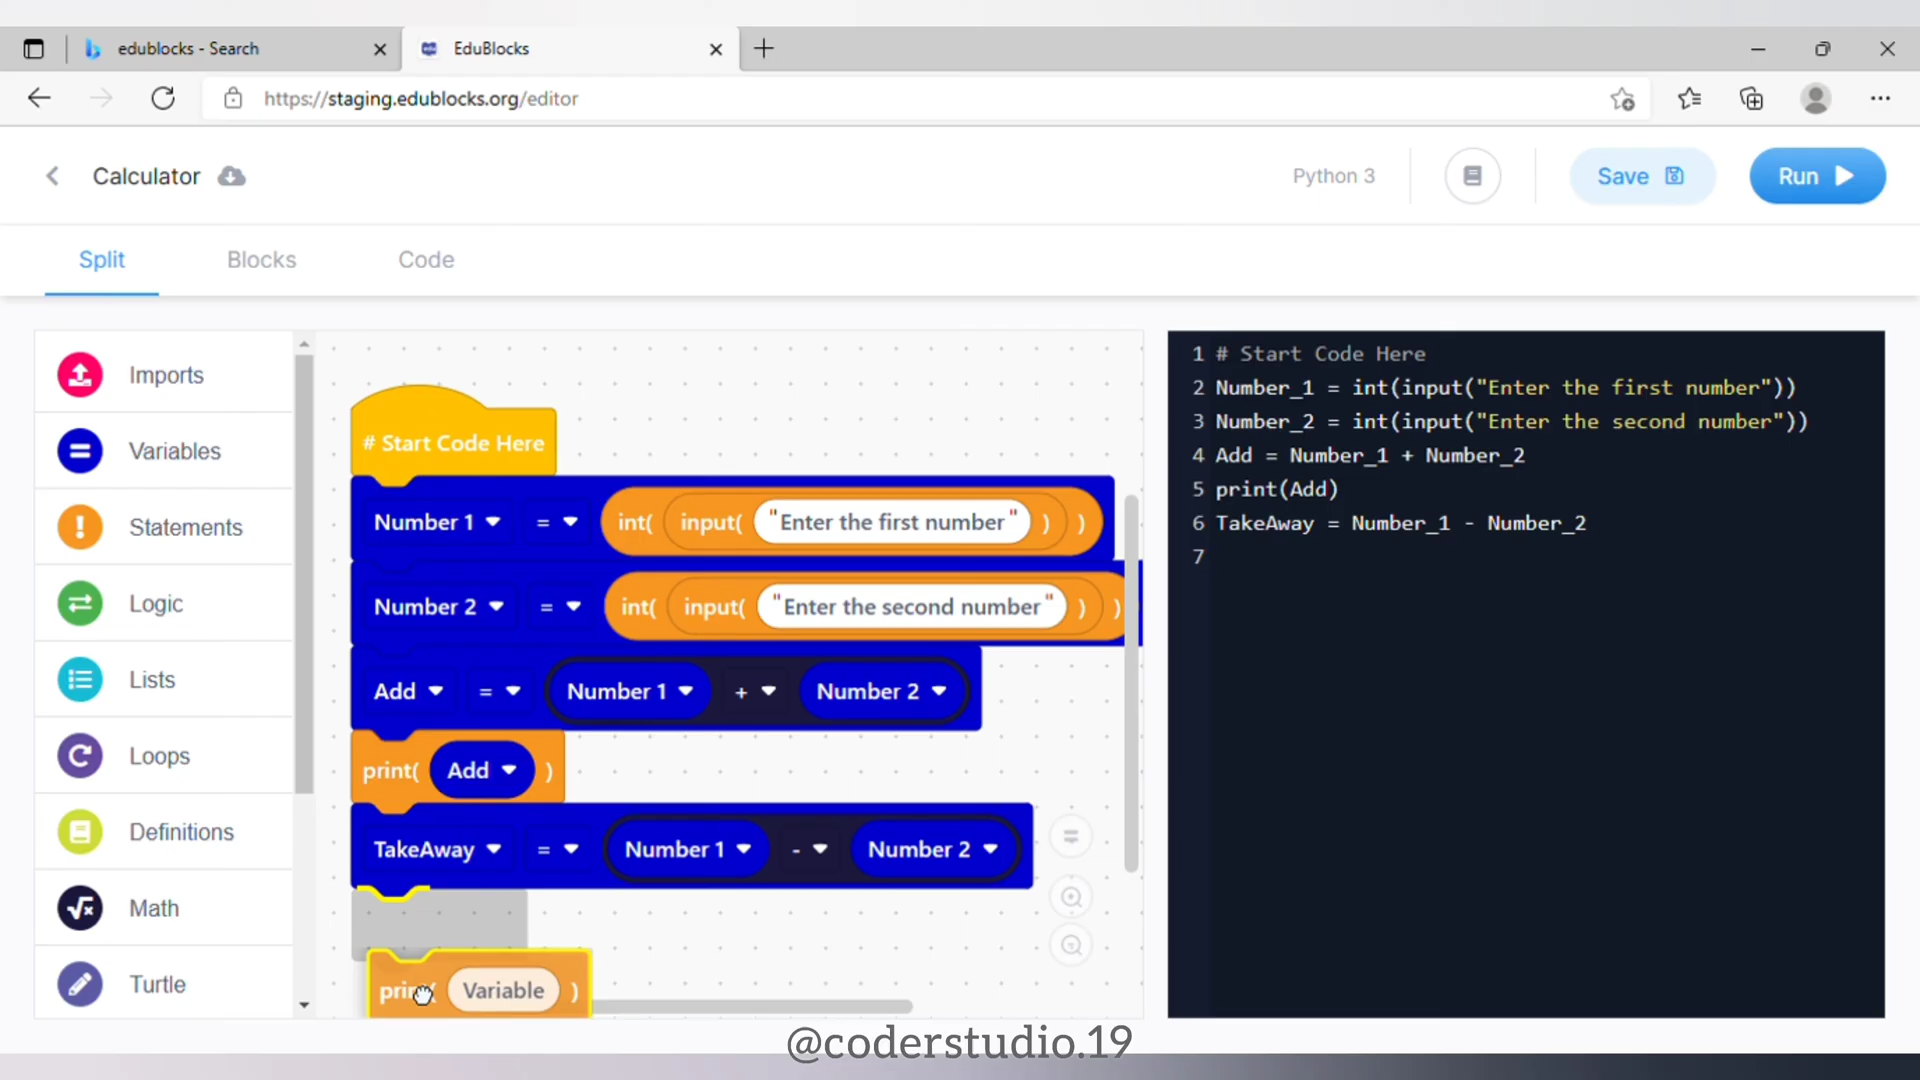 edublocks - Search
EduBlocks
https://staging.edublocks.org/editor
Calculator
Python 3
Save
Run
Split
Blocks
Code
Imports
Variables
Statements
Logic
Lists
Loops
Definitions
Math
Turtle
# Start Code Here
Number 1 = int( input( "Enter the first number" ) )
Number 2 = int( input( "Enter the second number" ) )
Add = Number 1 + Number 2
print( Add )
TakeAway = Number 1 - Number 2
print( Variable )
1 # Start Code Here
2 Number_1 = int(input("Enter the first number"))
3 Number_2 = int(input("Enter the second number"))
4 Add = Number_1 + Number_2
5 print(Add)
6 TakeAway = Number_1 - Number_2
7
@coderstudio.19